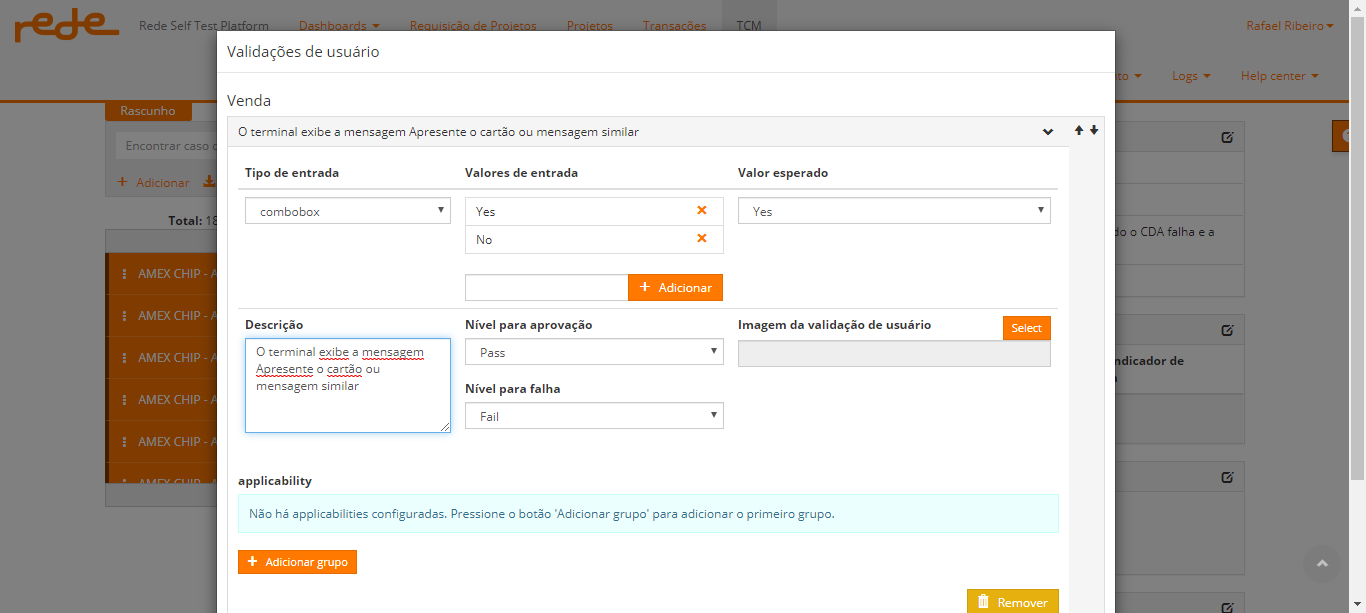 rede
Rede Self Test Platform
Dashboards
Requisição de Projetos
Projetos
Transações
TCM
Rafael Ribeiro
Logs
Help center
Validações de usuário
Venda
O terminal exibe a mensagem Apresente o cartão ou mensagem similar
Tipo de entrada
Valores de entrada
Valor esperado
combobox
Yes
No
Yes
Adicionar
Descrição
Nível para aprovação
Imagem da validação de usuário
Select
O terminal exibe a mensagem
Apresente o cartão ou
mensagem similar
Pass
Nível para falha
Fail
applicability
Não há applicabilities configuradas. Pressione o botão 'Adicionar grupo' para adicionar o primeiro grupo.
Adicionar grupo
Remover
Rascunho
Encontrar caso
Adicionar
Total: 18
AMEX CHIP - A
AMEX CHIP - A
AMEX CHIP - A
AMEX CHIP - A
AMEX CHIP - A
AMEX CHIP - A
do o CDA falha e a
ndicador de